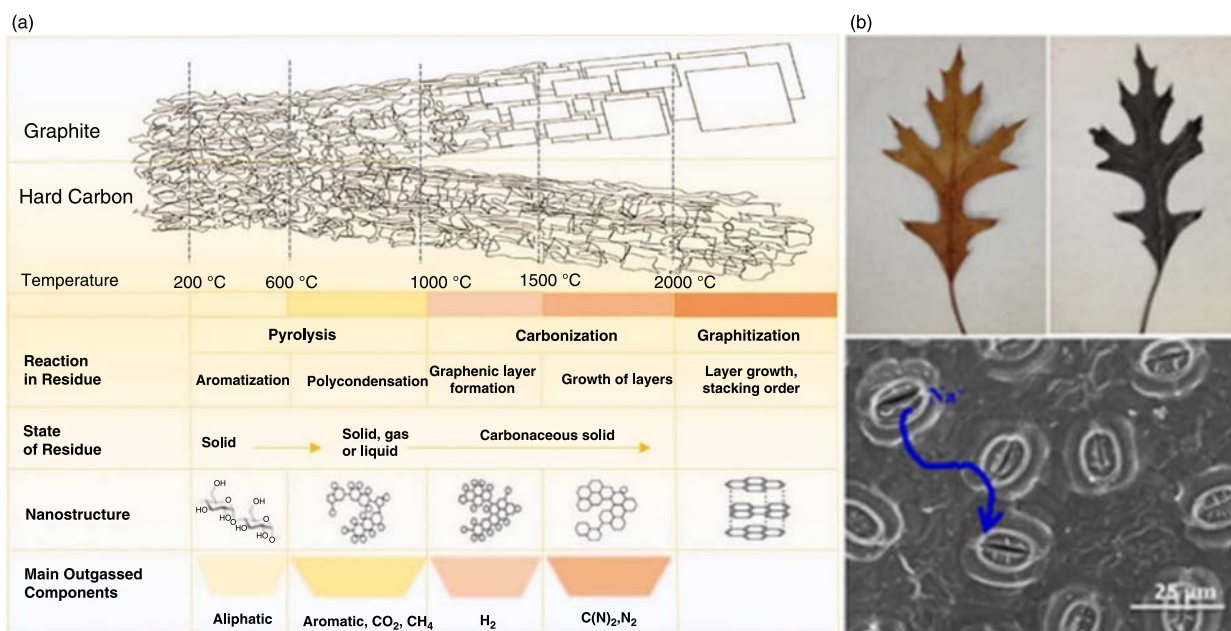 (a)
(b)
Graphite
Hard Carbon
Temperature
200 °C
600 °C
1000 °C
1500 °C
2000 °C
Pyrolysis
Carbonization
Graphitization
Reaction
in Residue
Aromatization
Polycondensation
Graphenic layer
formation
Growth of layers
Layer growth,
stacking order
State
of Residue
Solid
Solid, gas
or liquid
Carbonaceous solid
Nanostructure
OH
O
HO
HO
O
OH
O
HO
HO
O
Main Outgassed
Components
Aliphatic
Aromatic, CO₂, CH₄
H₂
C(N)₂,N₂
Na⁺
25 μm